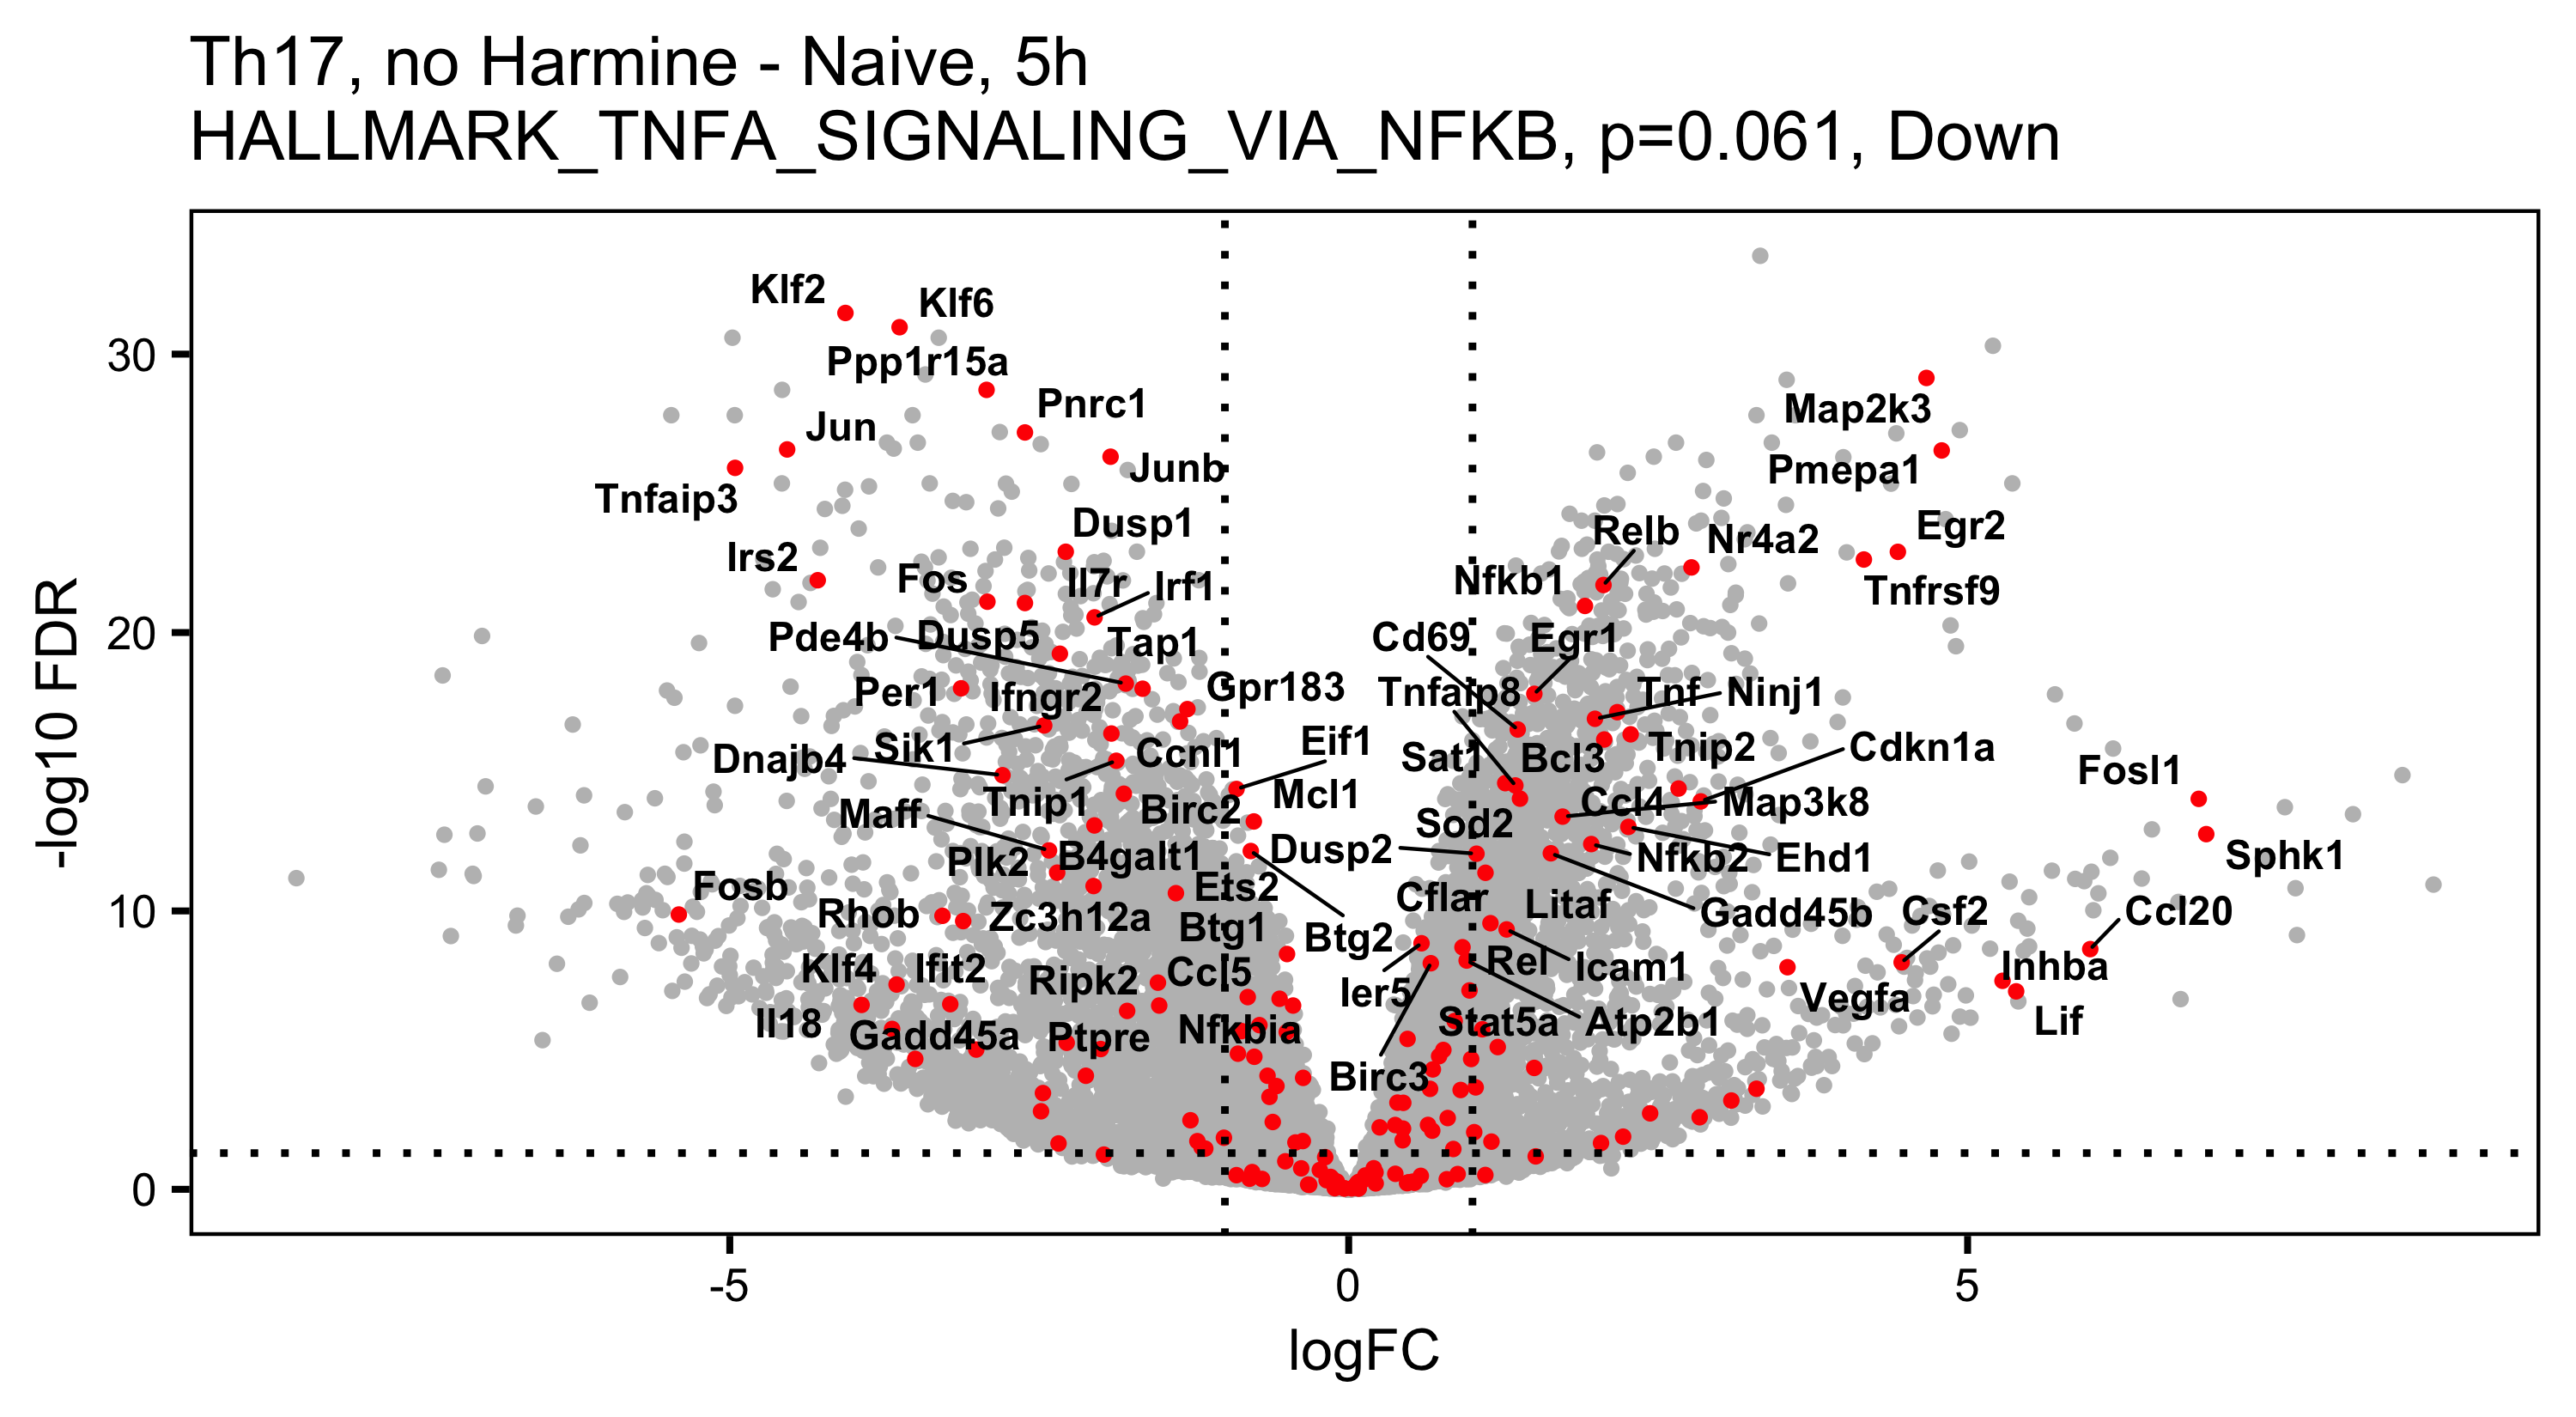 Th17, no Harmine - Naive, 5h
HALLMARK_TNFA_SIGNALING_VIA_NFKB, p=0.061, Down
Klf2
Klf6
Ppp1r15a
Map2k3
Pnrc1
Jun
Junb
Pmepa1
Tnfaip3
Dusp1
Relb
Nr4a2
Egr2
Irs2
Fos
Il7r
Irf1
Nfkb1
Tnfrsf9
Pde4b
Dusp5
Tap1
Cd69
Egr1
Per1
Ifngr2
Gpr183
Tnfaip8
Tnf
Ninj1
Dnajb4
Sik1
Ccnl1
Eif1
Sat1
Bcl3
Tnip2
Cdkn1a
Fosl1
Maff
Tnip1
Birc2
Mcl1
Ccl4
Map3k8
Sod2
Plk2
B4galt1
Dusp2
Nfkb2
Ehd1
Sphk1
Fosb
Ets2
Cflar
Litaf
Gadd45b
Csf2
Ccl20
Rhob
Zc3h12a
Btg1
Btg2
Klf4
Ifit2
Ripk2
Ccl5
Ier5
Rel
Icam1
Vegfa
Inhba
Il18
Gadd45a
Ptpre
Nfkbia
Stat5a
Atp2b1
Lif
Birc3
30
20
10
0
-log10 FDR
-5
0
5
logFC